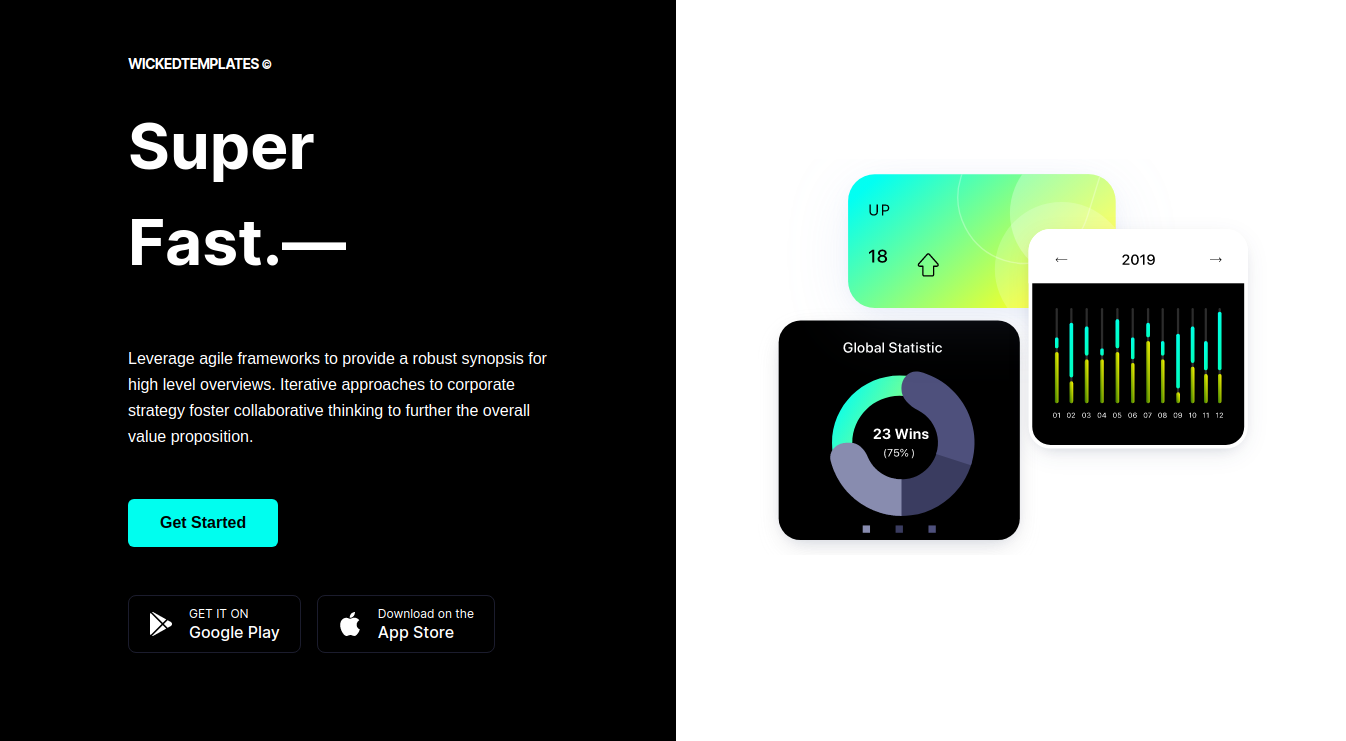 WICKEDTEMPLATES ©
Super
Fast.—
Leverage agile frameworks to provide a robust synopsis for
high level overviews. Iterative approaches to corporate
strategy foster collaborative thinking to further the overall
value proposition.
Get Started
GET IT ON
Google Play
Download on the
App Store
UP
18
← 2019 →
01 02 03 04 05 06 07 08 09 10 11 12
Global Statistic
23 Wins
(75% )